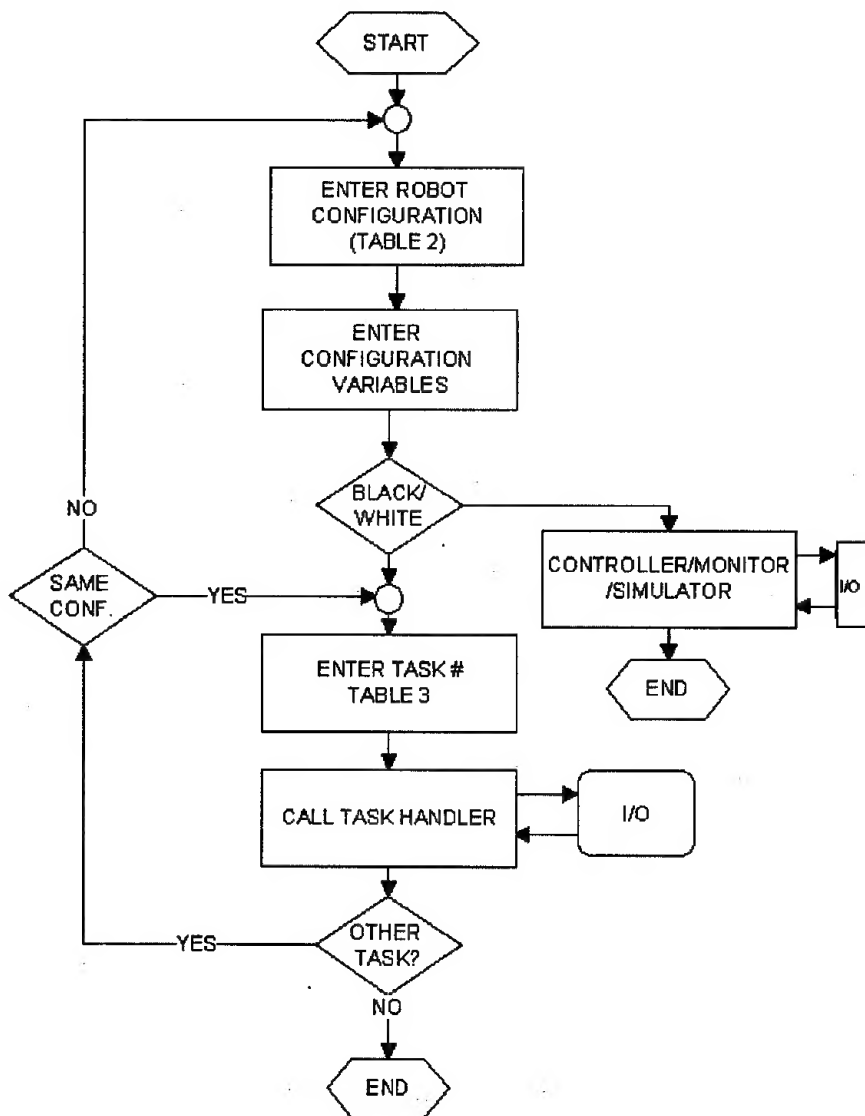 START
ENTER ROBOT
CONFIGURATION
(TABLE 2)
ENTER
CONFIGURATION
VARIABLES
BLACK/
WHITE
NO
CONTROLLER/MONITOR
/SIMULATOR
I/O
SAME
CONF.
YES
ENTER TASK #
TABLE 3
END
CALL TASK HANDLER
I/O
YES
OTHER
TASK?
NO
END